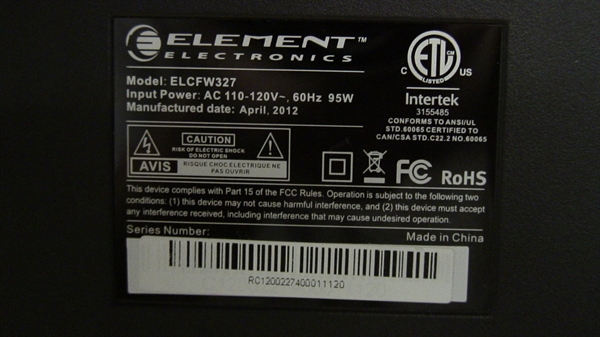 ELEMENT
ELECTRONICS
Model: ELCFW327
Input Power: AC 110-120V~, 60Hz 95W
Manufactured date: April, 2012
ETL
LISTED
C US
Intertek
3155485
CONFORMS TO ANSI/UL
STD.60065 CERTIFIED TO
CAN/CSA STD.C22.2 NO.60065
CAUTION
RISK OF ELECTRIC SHOCK
DO NOT OPEN
AVIS
RISQUE CHOC ELECTRIQUE NE
PAS OUVRIR
FC RoHS
This device complies with Part 15 of the FCC Rules. Operation is subject to the following two
conditions: (1) this device may not cause harmful interference, and (2) this device must accept
any interference received, including interference that may cause undesired operation.
Series Number:
Made in China
RC1200227400011120